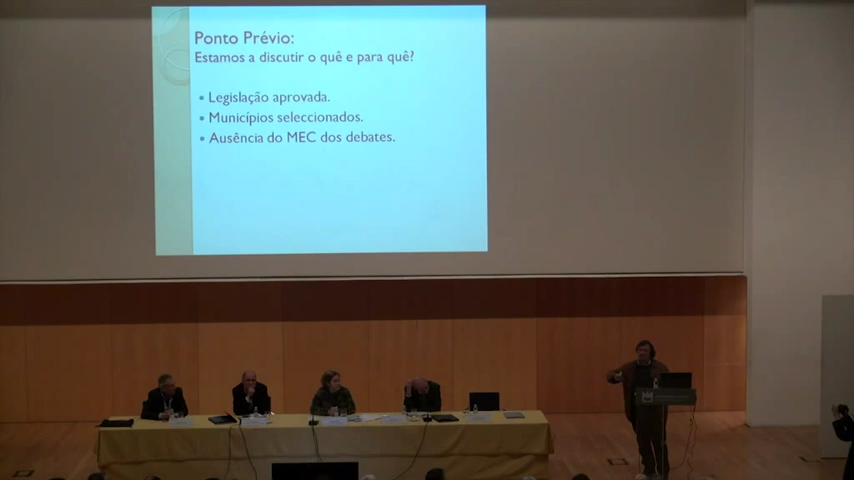 Ponto Prévio:
Estamos a discutir o quê e para quê?
• Legislação aprovada.
• Municípios seleccionados.
• Ausência do MEC dos debates.